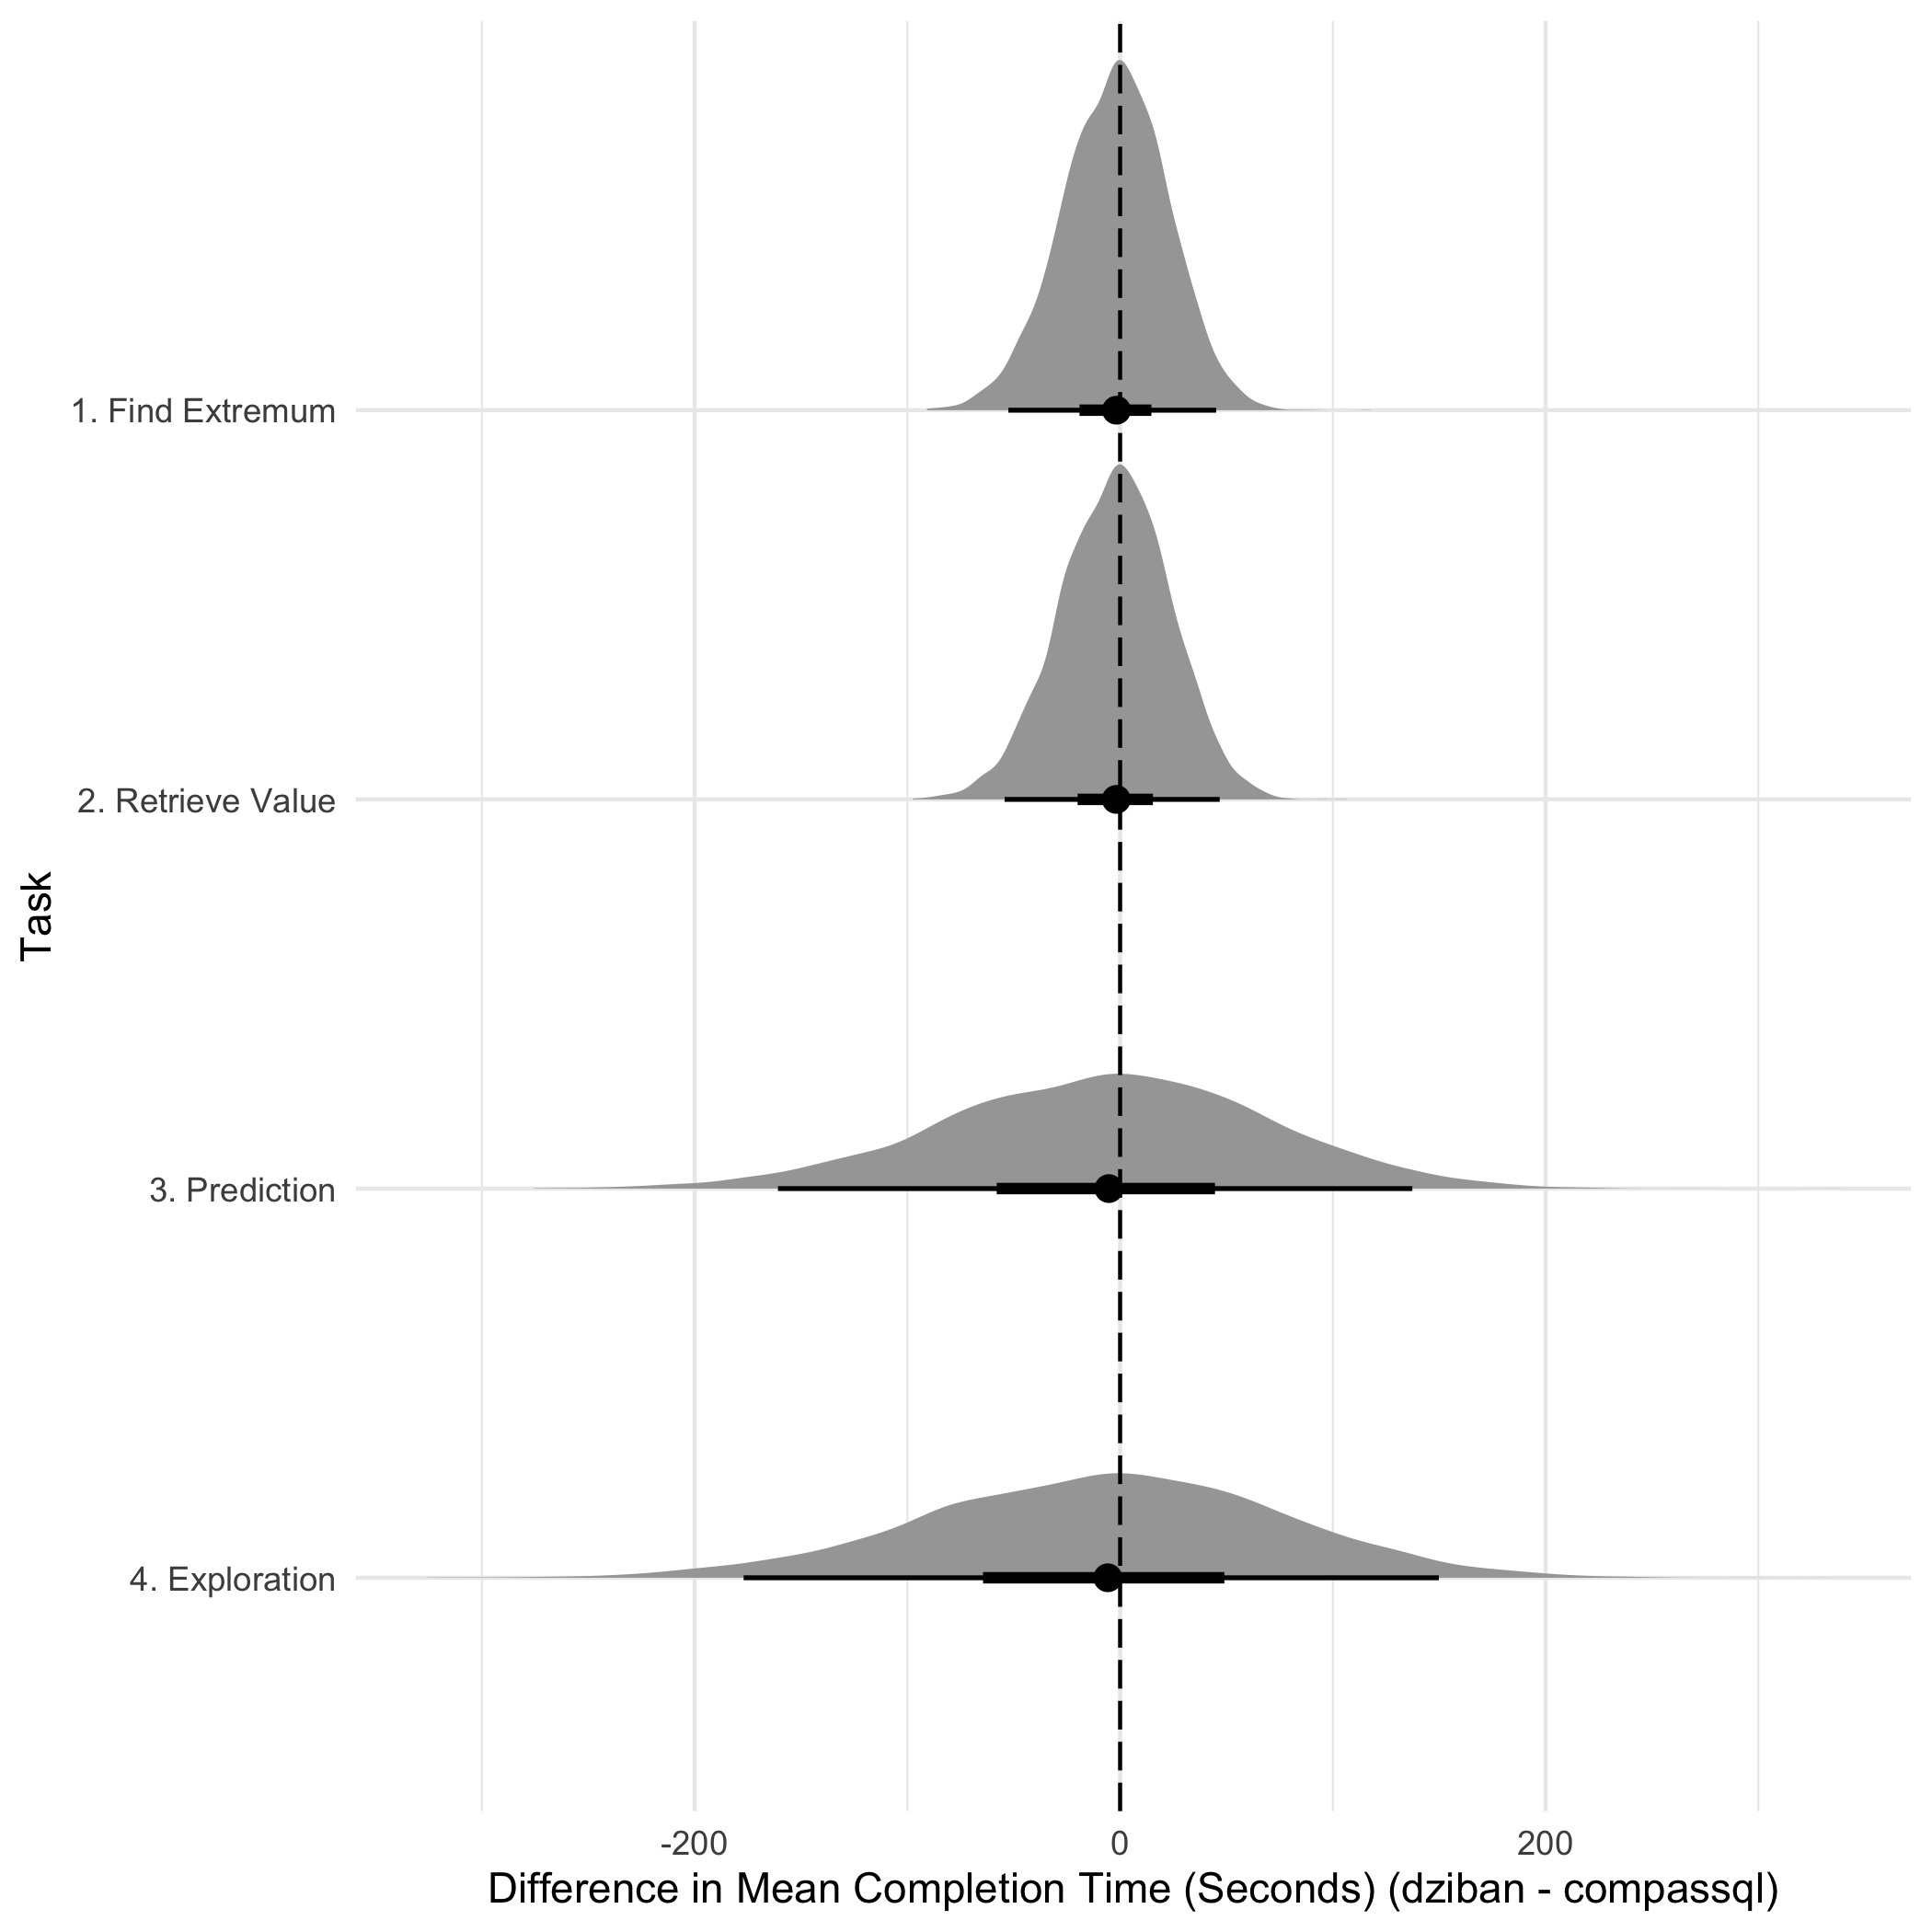 1. Find Extremum
2. Retrieve Value
Task
3. Prediction
4. Exploration
-200 0 200
Difference in Mean Completion Time (Seconds) (dziban - compassql)